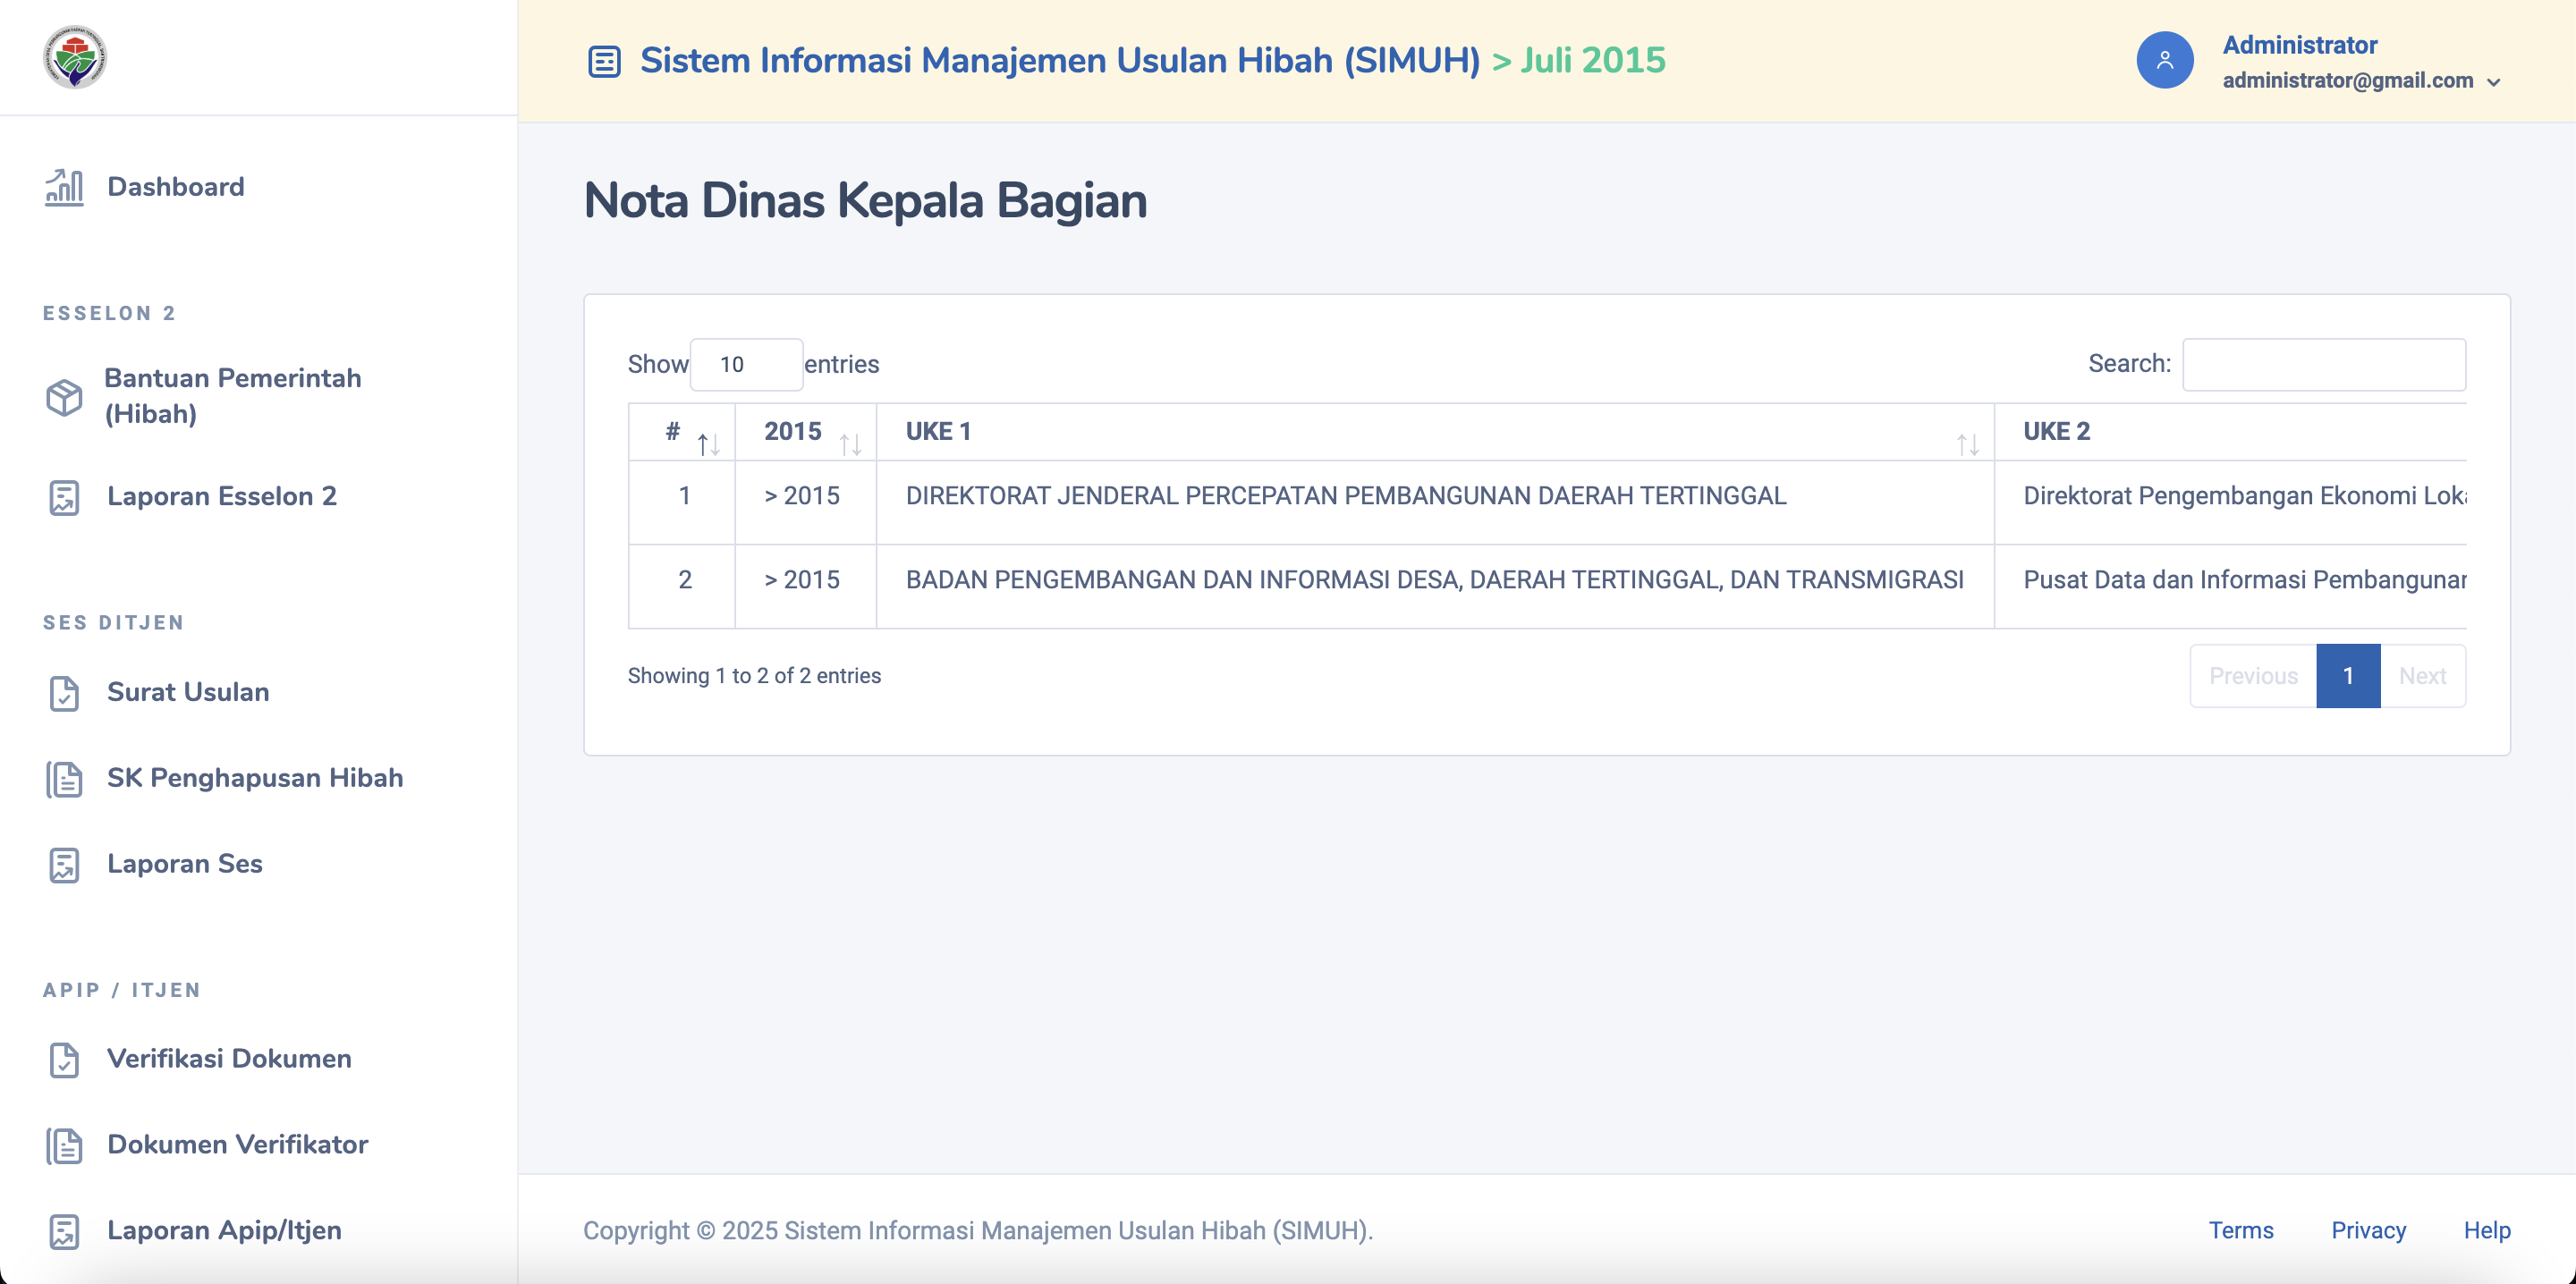 Sistem Informasi Manajemen Usulan Hibah (SIMUH) > Juli 2015
Administrator
administrator@gmail.com
Dashboard
ESSELON 2
Bantuan Pemerintah
(Hibah)
Laporan Esselon 2
SES DITJEN
Surat Usulan
SK Penghapusan Hibah
Laporan Ses
APIP / ITJEN
Verifikasi Dokumen
Dokumen Verifikator
Laporan Apip/Itjen
Nota Dinas Kepala Bagian
Show 10 entries
Search:
# 2015 UKE 1 UKE 2
1 > 2015 DIREKTORAT JENDERAL PERCEPATAN PEMBANGUNAN DAERAH TERTINGGAL Direktorat Pengembangan Ekonomi
2 > 2015 BADAN PENGEMBANGAN DAN INFORMASI DESA, DAERAH TERTINGGAL, DAN TRANSMIGRASI Pusat Data dan Informasi
Showing 1 to 2 of 2 entries
Previous 1 Next
Copyright © 2025 Sistem Informasi Manajemen Usulan Hibah (SIMUH).
Terms Privacy Help